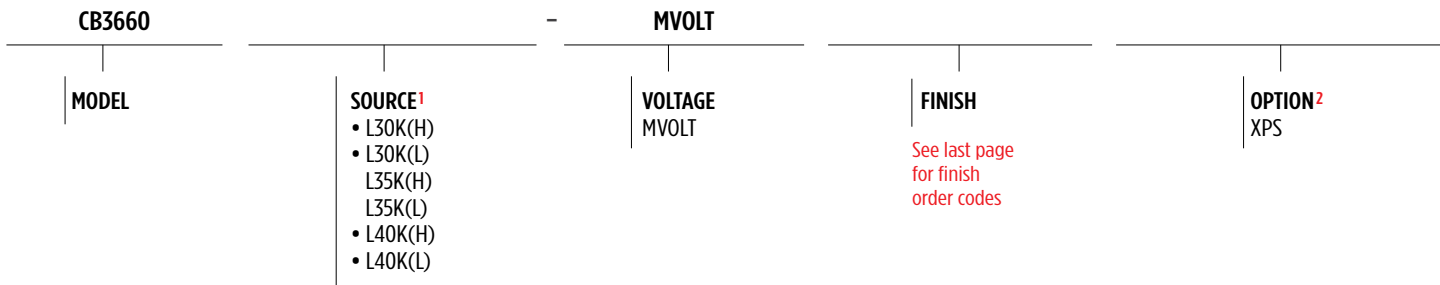 CB3660 - MVOLT
MODEL
SOURCE1
• L30K(H)
• L30K(L)
L35K(H)
L35K(L)
• L40K(H)
• L40K(L)
VOLTAGE
MVOLT
FINISH
See last page
for finish
order codes
OPTION2
XPS